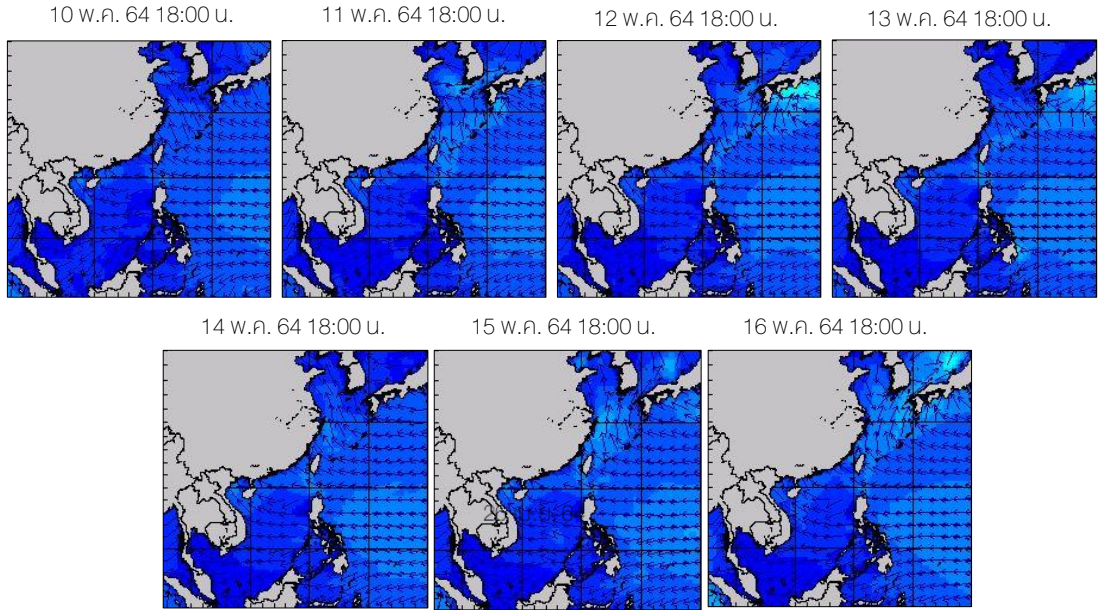 10 พ.ค. 64 18:00 น.
11 พ.ค. 64 18:00 น.
12 พ.ค. 64 18:00 น.
13 พ.ค. 64 18:00 น.
14 พ.ค. 64 18:00 น.
15 พ.ค. 64 18:00 น.
16 พ.ค. 64 18:00 น.